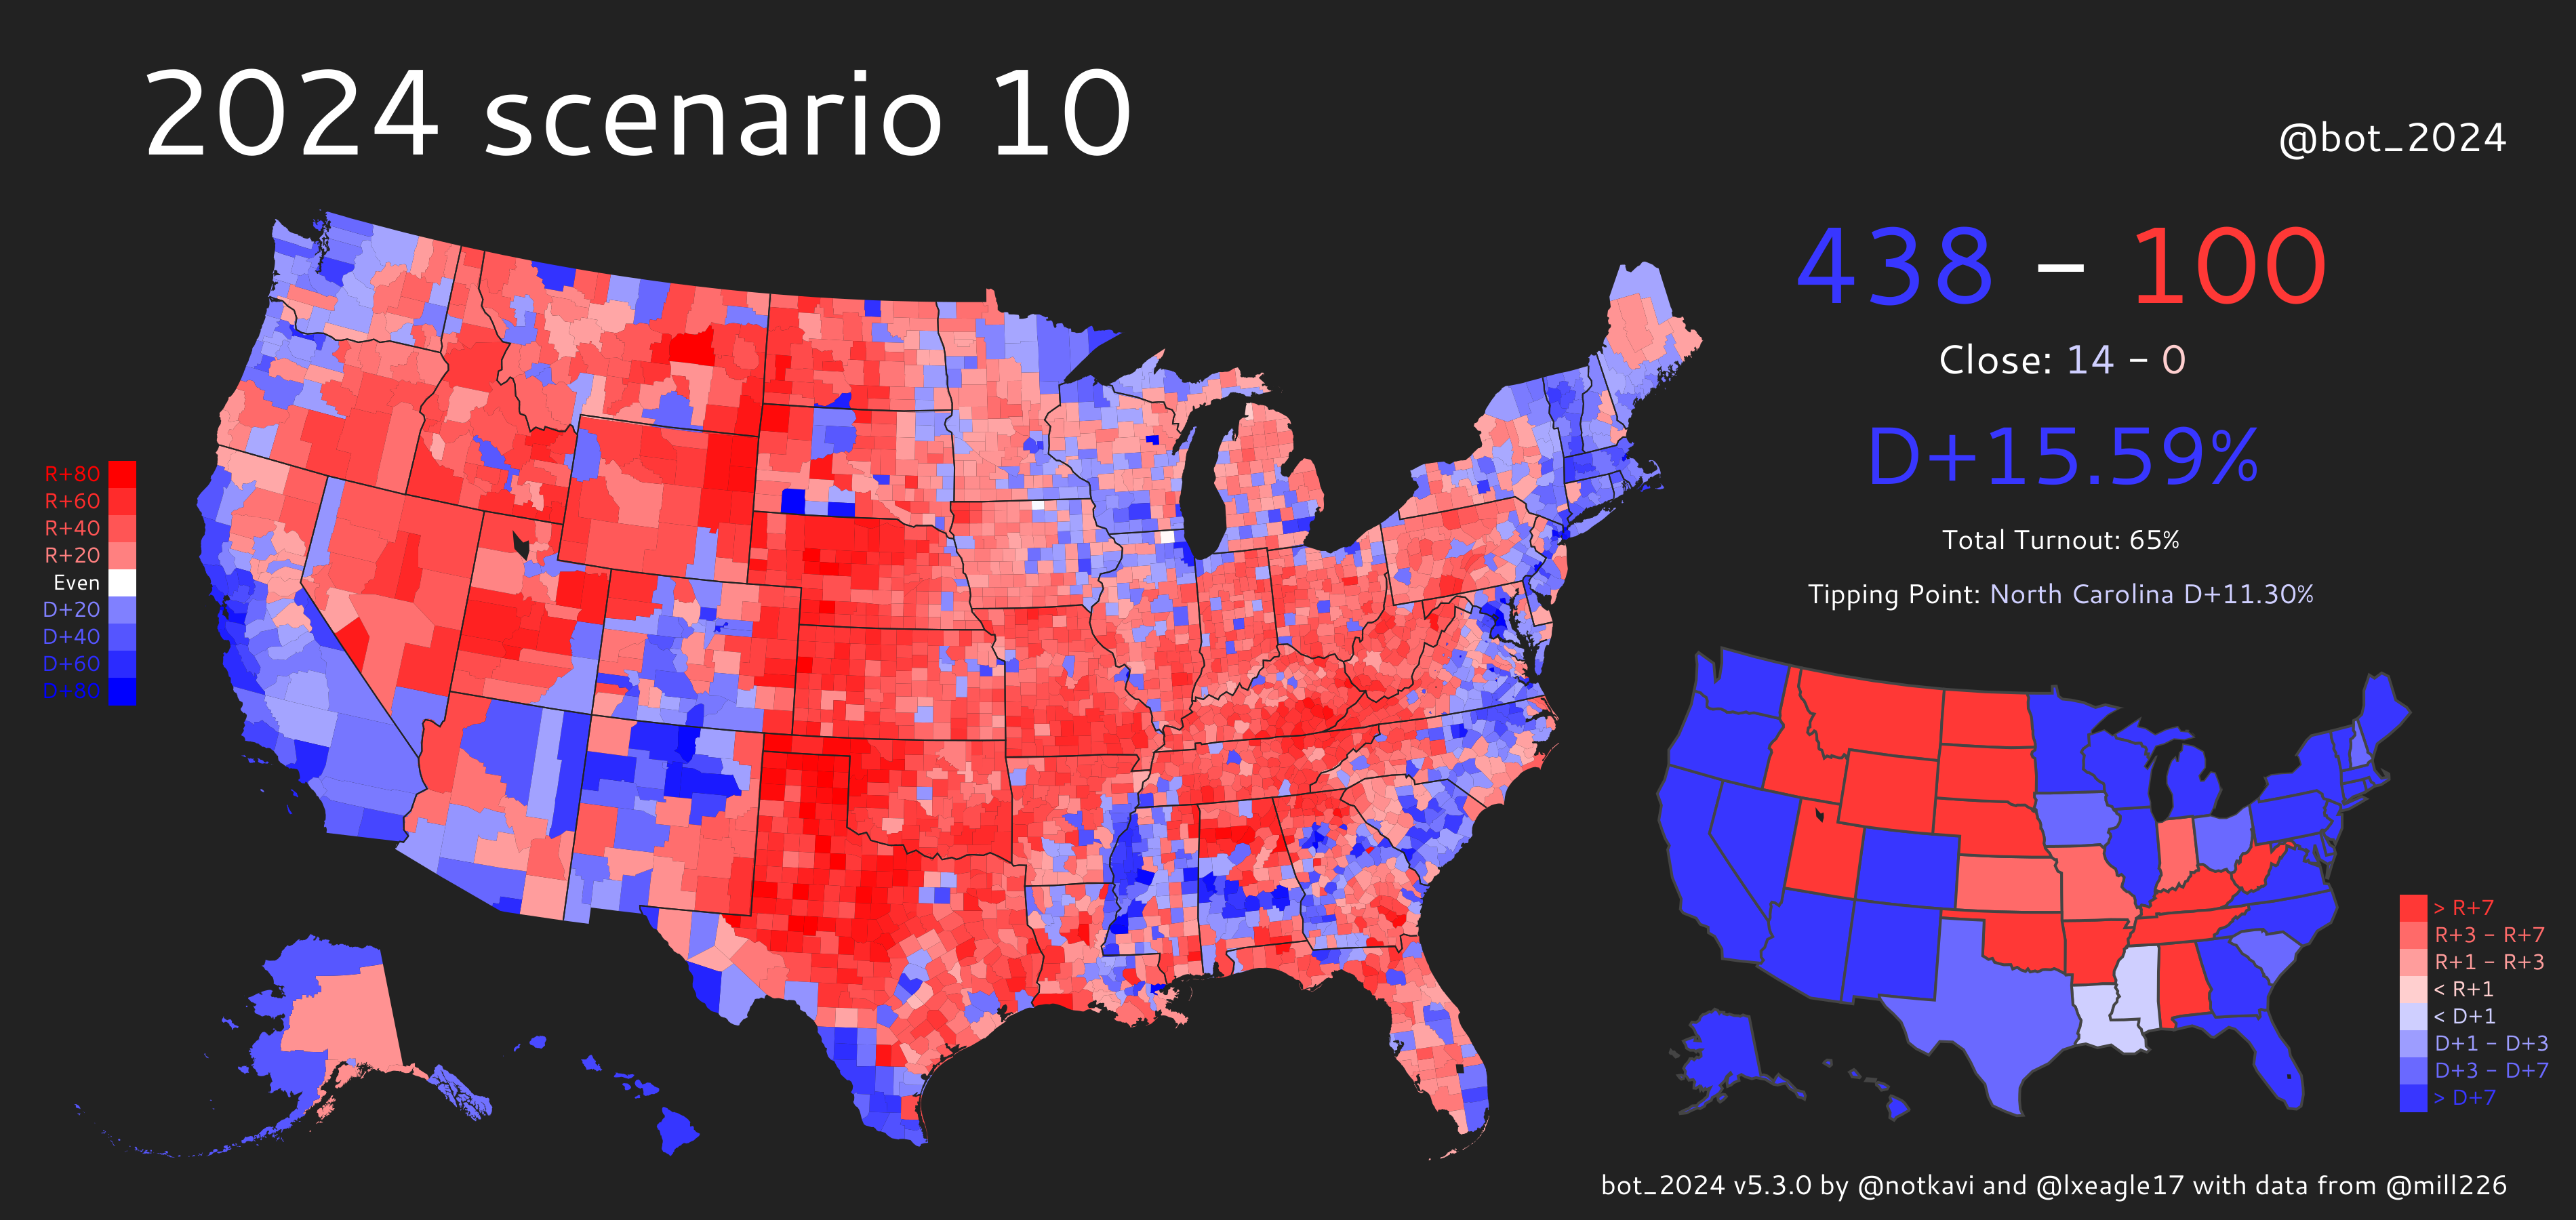 2024 scenario 10
@bot_2024
438 – 100
Close: 14 – 0
D+15.59%
Total Turnout: 65%
Tipping Point: North Carolina D+11.30%
R+80
R+60
R+40
R+20
Even
D+20
D+40
D+60
D+80
> R+7
R+3 – R+7
R+1 – R+3
< R+1
< D+1
D+1 – D+3
D+3 – D+7
> D+7
bot_2024 v5.3.0 by @notkavi and @lxeagle17 with data from @mill226